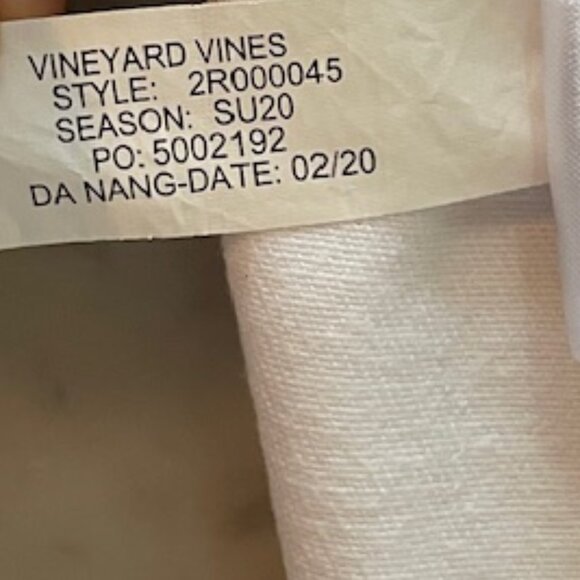 VINEYARD VINES
STYLE: 2R000045
SEASON: SU20
PO: 5002192
DA NANG-DATE: 02/20